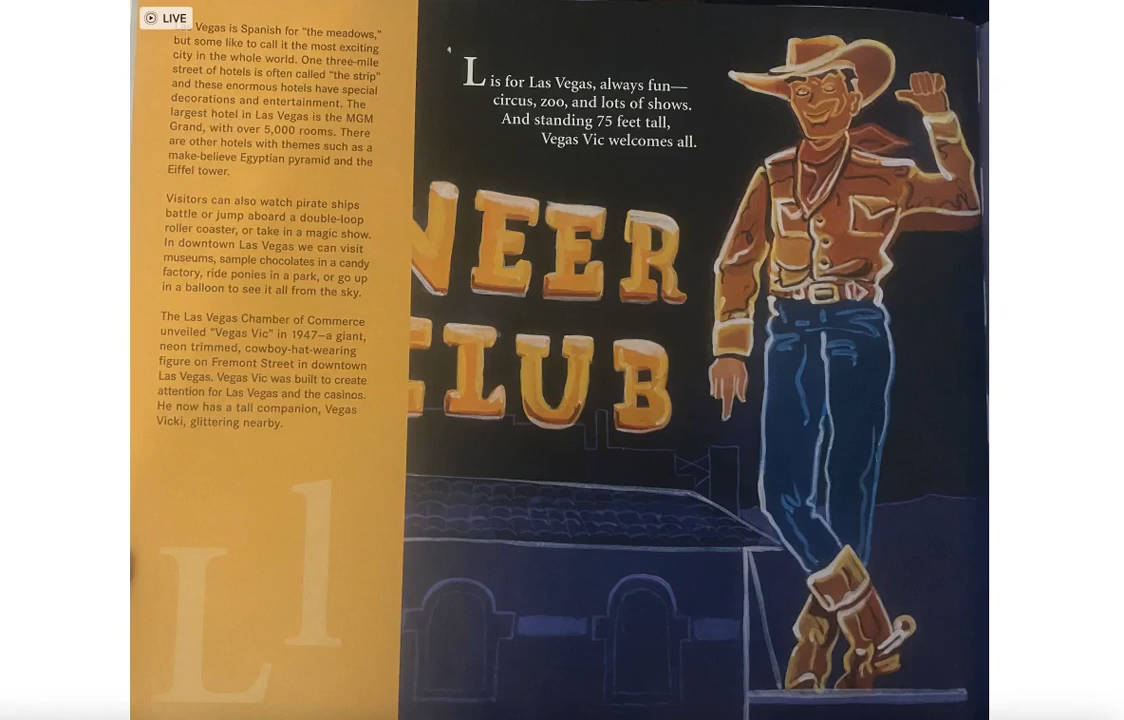 LIVE
Las Vegas is Spanish for "the meadows,"
but some like to call it the most exciting
city in the whole world. One three-mile
street of hotels is often called "the strip"
and these enormous hotels have special
decorations and entertainment. The
largest hotel in Las Vegas is the MGM
Grand, with over 5,000 rooms. There
are other hotels with themes such as a
make-believe Egyptian pyramid and the
Eiffel tower.
Visitors can also watch pirate ships
battle or jump aboard a double-loop
roller coaster, or take in a magic show.
In downtown Las Vegas we can visit
museums, sample chocolates in a candy
factory, ride ponies in a park, or go up
in a balloon to see it all from the sky.
The Las Vegas Chamber of Commerce
unveiled "Vegas Vic" in 1947—a giant,
neon trimmed, cowboy-hat-wearing
figure on Fremont Street in downtown
Las Vegas. Vegas Vic was built to create
attention for Las Vegas and the casinos.
He now has a tall companion, Vegas
Vicki, glittering nearby.
L l
L is for Las Vegas, always fun—
circus, zoo, and lots of shows.
And standing 75 feet tall,
Vegas Vic welcomes all.
NEER
CLUB